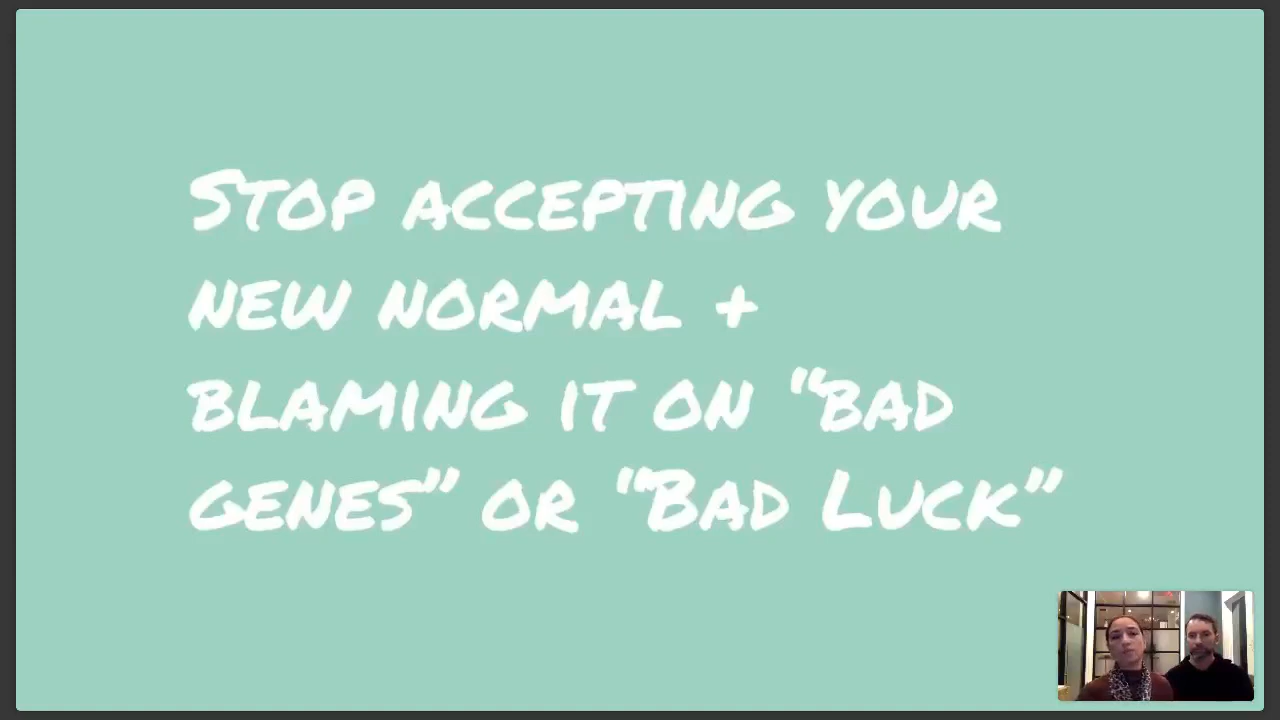 Stop accepting your
new normal +
blaming it on “bad
genes” or “Bad Luck”